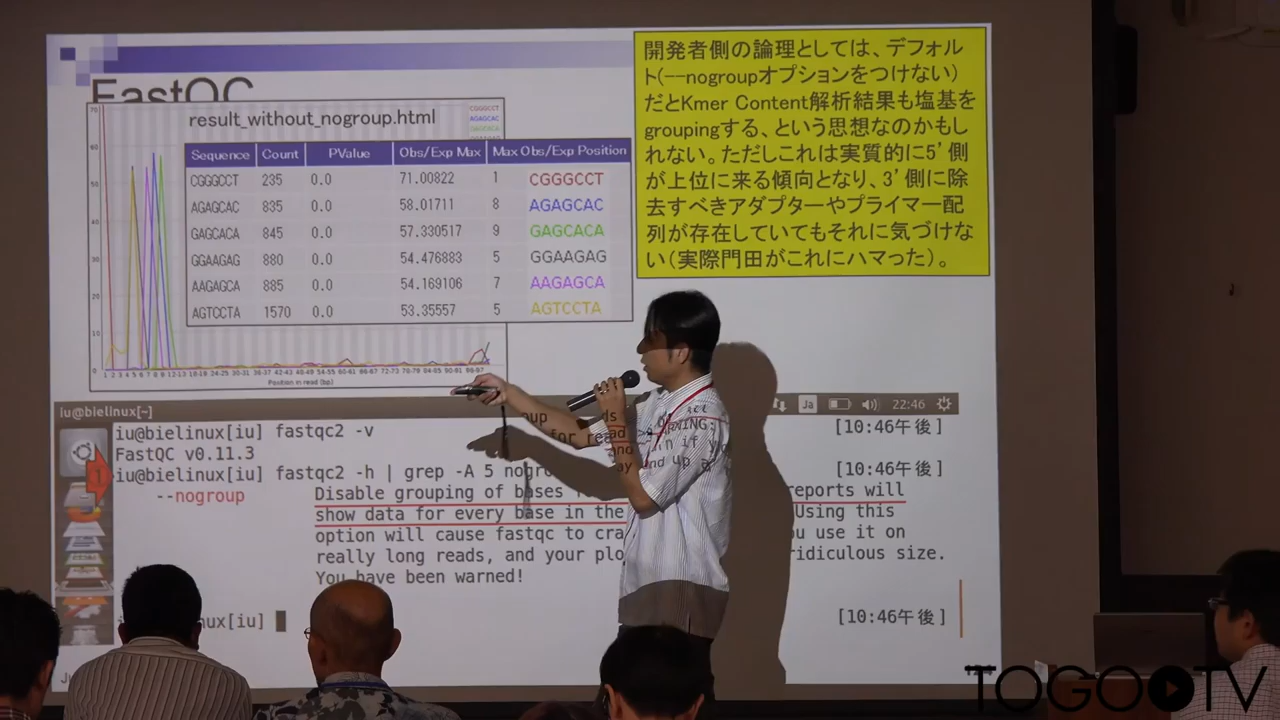 FastQC
result_without_nogroup.html
CGGGCCT
AGAGCAC
Sequence Count PValue Obs/Exp Max Max Obs/Exp Position
CGGGCCT 235 0.0 71.00822 1 CGGGCCT
AGAGCAC 835 0.0 58.01711 8 AGAGCAC
GAGCACA 845 0.0 57.330517 9 GAGCACA
GGAAGAG 880 0.0 54.476883 5 GGAAGAG
AAGAGCA 885 0.0 54.169106 7 AAGAGCA
AGTCCTA 1570 0.0 53.35557 5 AGTCCTA
Position in read (bp)
開発者側の論理としては、デフォル
ト(--nogroupオプションをつけない)
だとKmer Content解析結果も塩基を
groupingする、という思想なのかもし
れない。ただしこれは実質的に5'側
が上位に来る傾向となり、3'側に除
去すべきアダプターやプライマー配
列が存在していてもそれに気づけな
い(実際門田がこれにハマった)。
iu@bielinux[~]
Ja 22:46
iu@bielinux[iu] fastqc2 -v [10:46午後]
FastQC v0.11.3
iu@bielinux[iu] fastqc2 -h | grep -A 5 nogro [10:46午後]
--nogroup Disable grouping of bases reports will
show data for every base in the Using this
option will cause fastqc to cra you use it on
really long reads, and your plo ridiculous size.
You have been warned!
nux[iu] [10:46午後]
TOGOTV